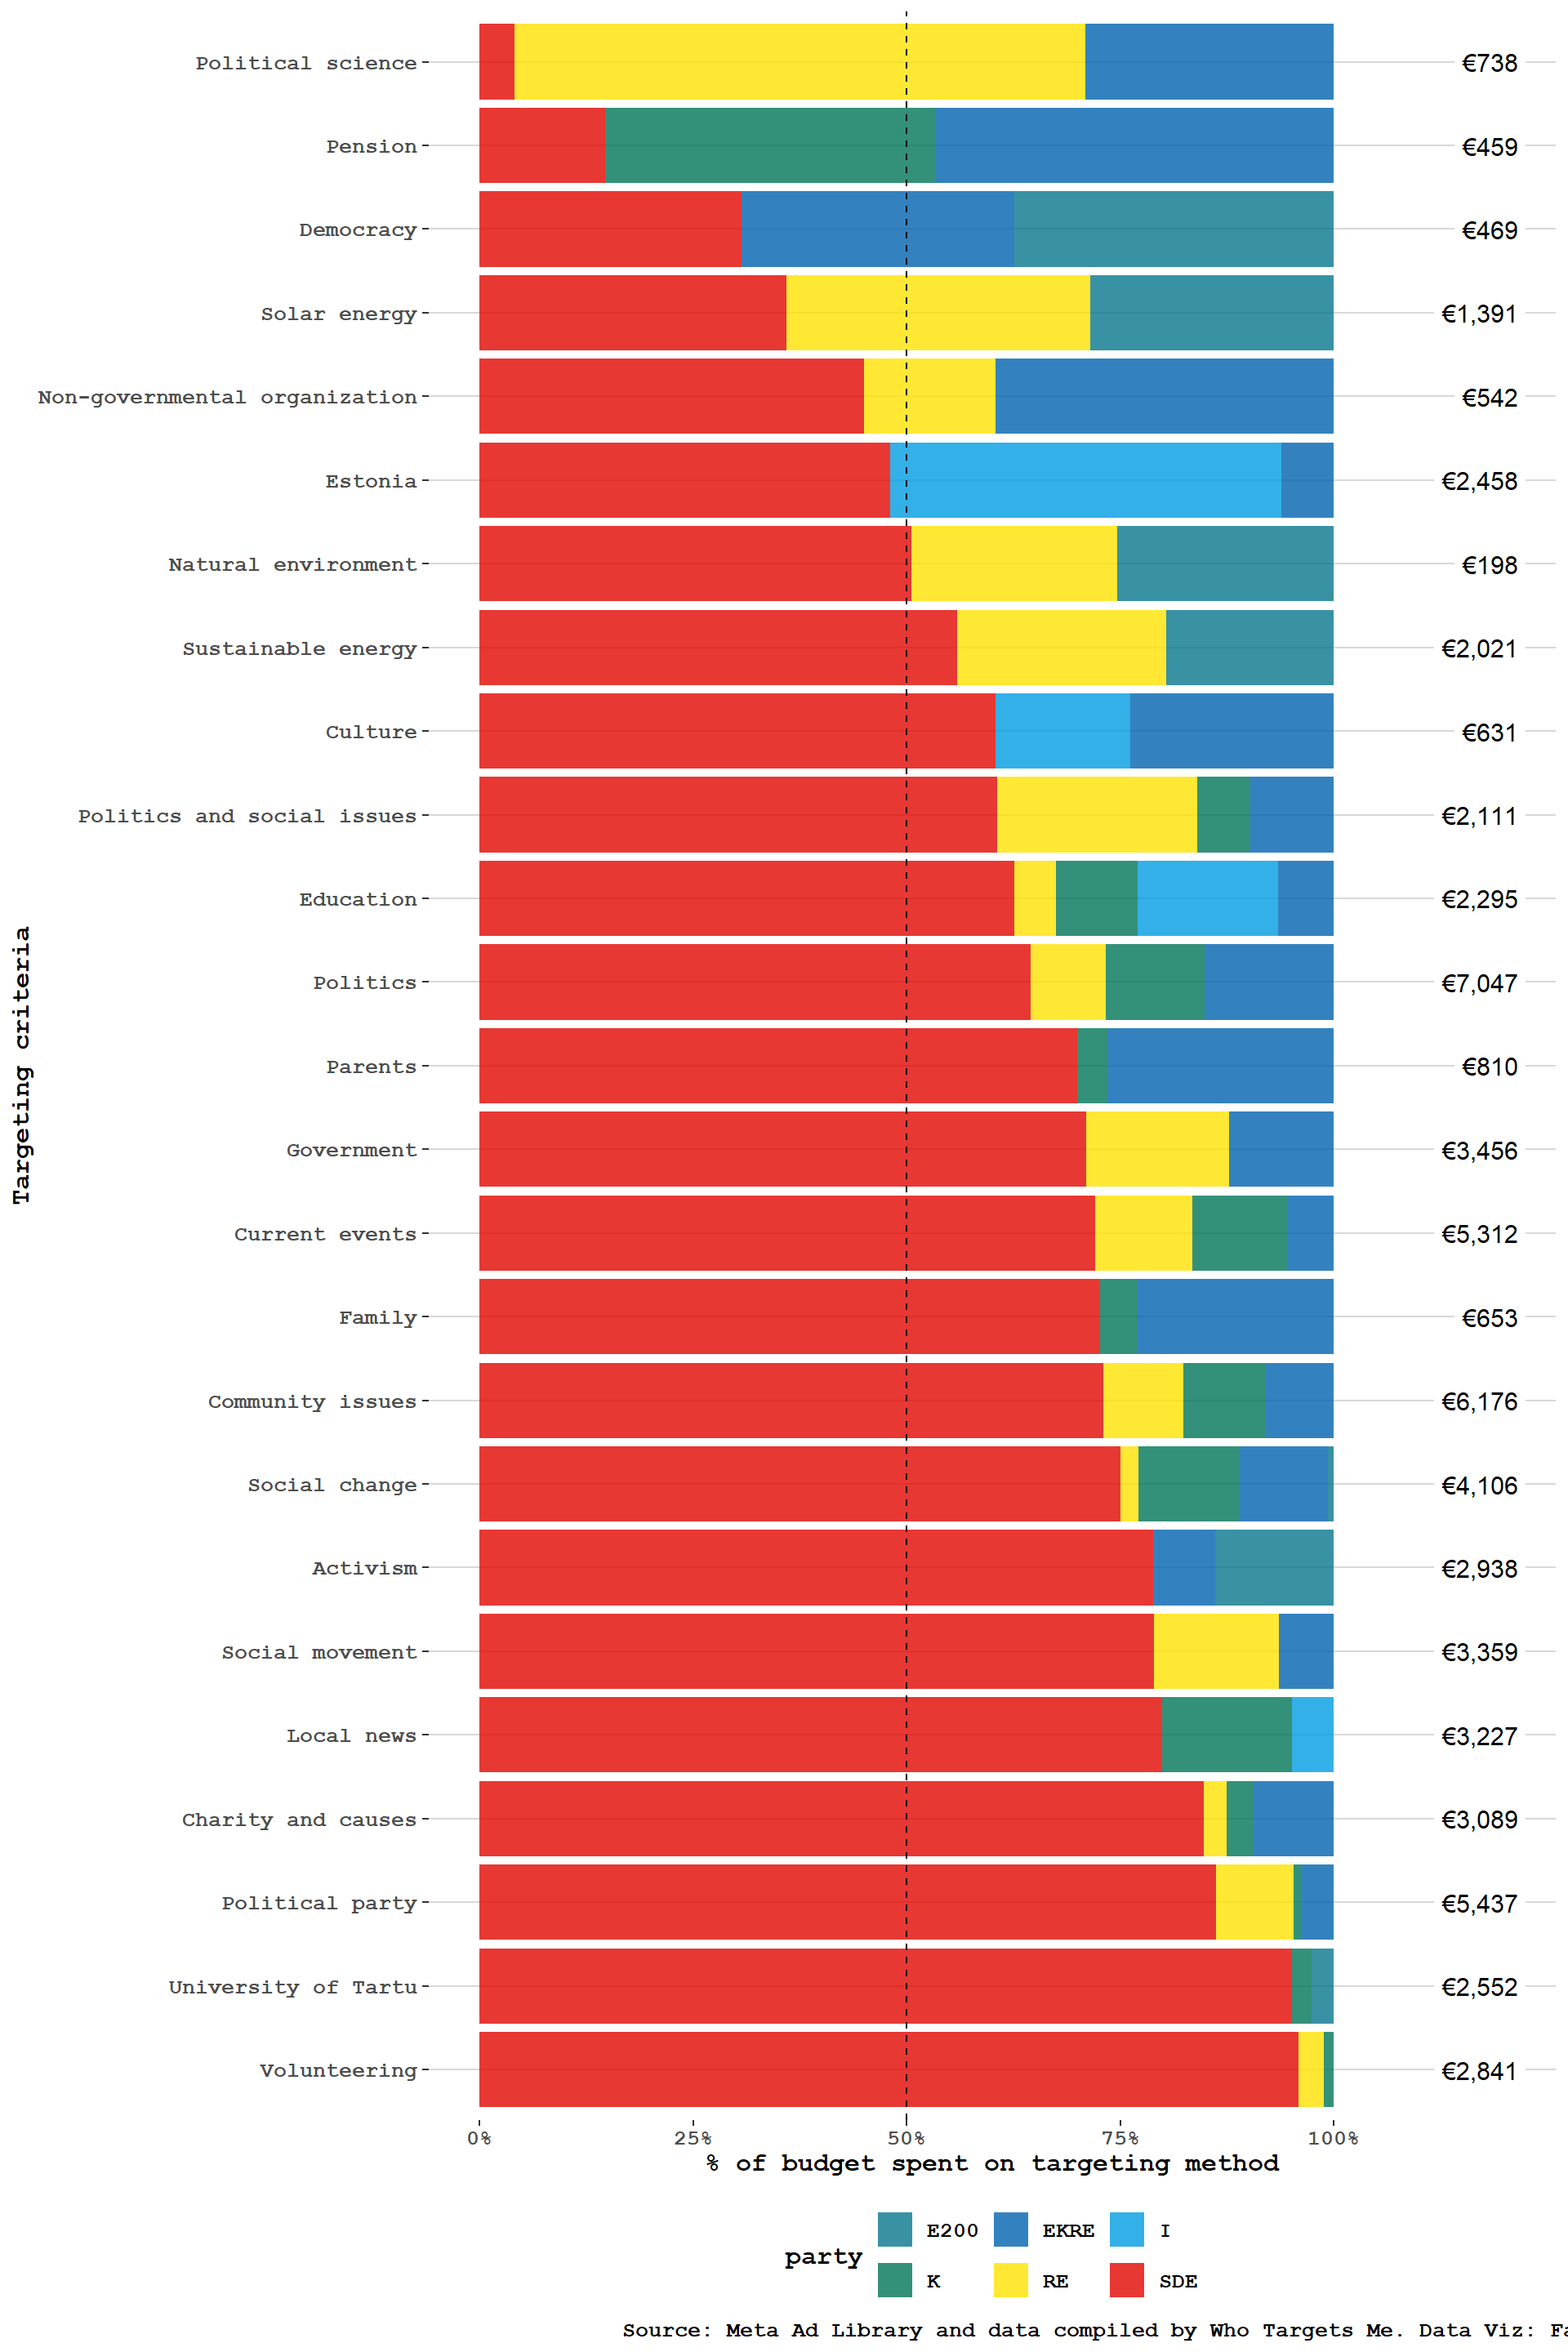 Political science €738
Pension €459
Democracy €469
Solar energy €1,391
Non-governmental organization €542
Estonia €2,458
Natural environment €198
Sustainable energy €2,021
Culture €631
Politics and social issues €2,111
Education €2,295
Politics €7,047
Parents €810
Government €3,456
Current events €5,312
Family €653
Community issues €6,176
Social change €4,106
Activism €2,938
Social movement €3,359
Local news €3,227
Charity and causes €3,089
Political party €5,437
University of Tartu €2,552
Volunteering €2,841
Targeting criteria
0% 25% 50% 75% 100%
% of budget spent on targeting method
party
E200 EKRE I
K RE SDE
Source: Meta Ad Library and data compiled by Who Targets Me. Data Viz: